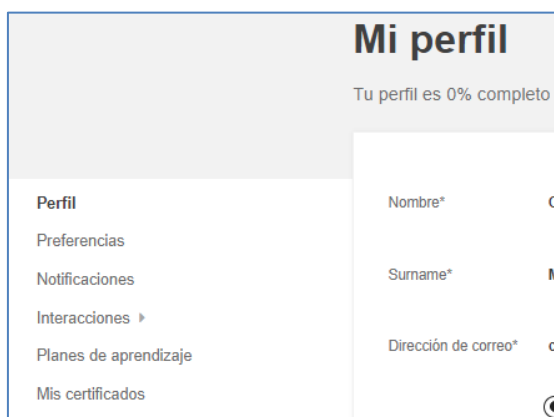 Mi perfil
Tu perfil es 0% completo
Perfil
Preferencias
Notificaciones
Interacciones
Planes de aprendizaje
Mis certificados
Nombre*
Surname*
Dirección de correo*